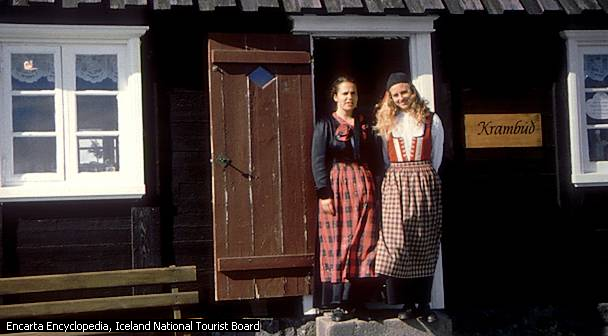 Krambúð
Encarta Encyclopedia, Iceland National Tourist Board